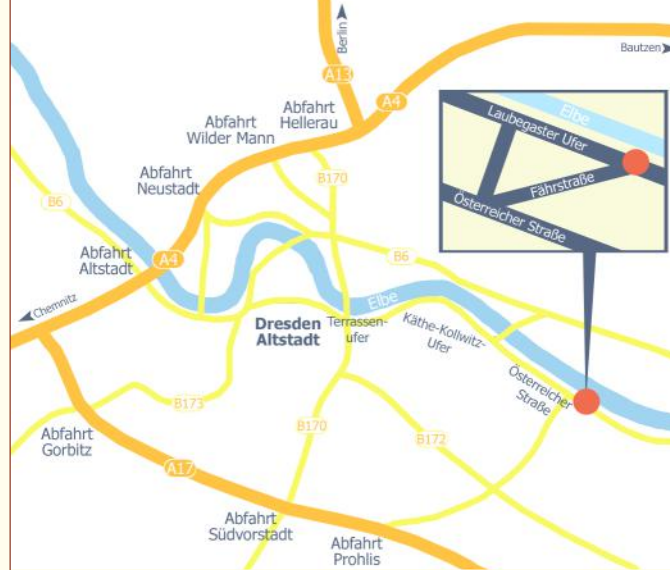 Berlin
Bautzen
A13
A4
Abfahrt
Hellerau
Abfahrt
Wilder Mann
Abfahrt
Neustadt
B170
B6
Elbe
Laubegaster Ufer
Fährstraße
Österreicher Straße
Abfahrt
Altstadt
A4
B6
Chemnitz
Elbe
Dresden
Altstadt
Terrassen-
ufer
Käthe-Kollwitz-
Ufer
Österreicher
Straße
B173
B170
B172
Abfahrt
Gorbitz
A17
Abfahrt
Südvorstadt
Abfahrt
Prohlis